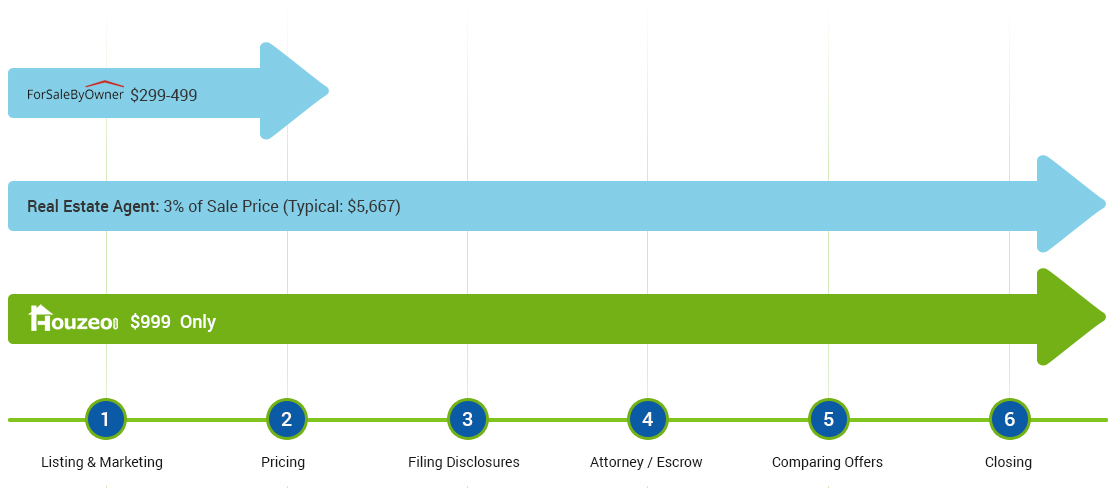 ForSaleByOwner $299-499
Real Estate Agent: 3% of Sale Price (Typical: $5,667)
Houzeo $999 Only
1 2 3 4 5 6
Listing & Marketing Pricing Filing Disclosures Attorney / Escrow Comparing Offers Closing